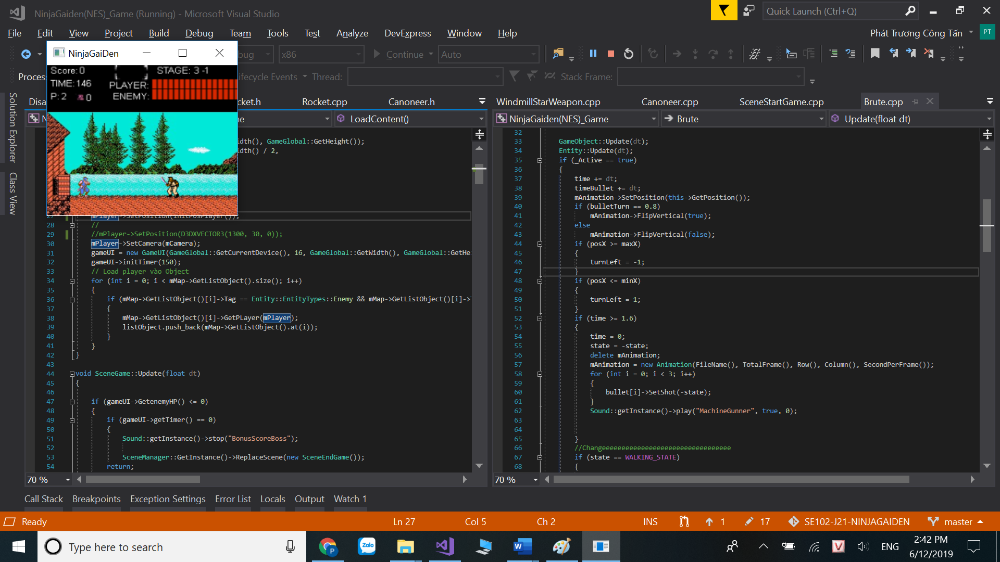 NinjaGaiden(NES)_Game (Running) - Microsoft Visual Studio
Quick Launch (Ctrl+Q)
File Edit View Project Build Debug Team Tools Test Analyze DevExpress Window Help
Phát Trương Công Tấn
PT
NinjaGaiDen
bug x86 Continue Auto
Score:0 STAGE: 3 -1
TIME:146 PLAYER:
P: 2 0 ENEMY:
Process ifecycle Events Thread: Stack Frame:
Solution Explorer
Class View
Disa cket.h Rocket.cpp Canoneer.h
WindmillStarWeapon.cpp Canoneer.cpp SceneStartGame.cpp Brute.cpp
N ne LoadContent()
NinjaGaiden(NES)_Game Brute Update(float dt)
idth(), GameGlobal::GetHeight());
idth() / 2,
27 mPlayer->SetPosition(initPosPlayer());
28 //
29 //mPlayer->SetPosition(D3DXVECTOR3(1300, 30, 0));
30 mPlayer->SetCamera(mCamera);
31 gameUI = new GameUI(GameGlobal::GetCurrentDevice(), 16, GameGlobal::GetWidth(), GameGlobal::GetHei
32 gameUI->initTimer(150);
33 // Load player vào Object
34 for (int i = 0; i < mMap->GetListObject().size(); i++)
35 {
36 if (mMap->GetListObject()[i]->Tag == Entity::EntityTypes::Enemy && mMap->GetListObject()[i]->
37 {
38 mMap->GetListObject()[i]->GetPLayer(mPlayer);
39 listObject.push_back(mMap->GetListObject().at(i));
40 }
41 }
42 }
43
44 void SceneGame::Update(float dt)
45 {
46
47 if (gameUI->GetenemyHP() <= 0)
48 {
49 if (gameUI->getTimer() == 0)
50 {
51 Sound::getInstance()->stop("BonusScoreBoss");
52
53 SceneManager::GetInstance()->ReplaceScene(new SceneEndGame());
54 return;
70 %
32
33 GameObject::Update(dt);
34 Entity::Update(dt);
35 if (_Active == true)
36 {
37 time += dt;
38 timeBullet += dt;
39 mAnimation->SetPosition(this->GetPosition());
40 if (bulletTurn == 0.8)
41 mAnimation->FlipVertical(true);
42 else
43 mAnimation->FlipVertical(false);
44 if (posX >= maxX)
45 {
46 turnLeft = -1;
47 }
48 if (posX <= minX)
49 {
50 turnLeft = 1;
51 }
52 if (time >= 1.6)
53 {
54 time = 0;
55 state = -state;
56 delete mAnimation;
57 mAnimation = new Animation(FileName(), TotalFrame(), Row(), Column(), SecondPerFrame());
58 for (int i = 0; i < 3; i++)
59 {
60 bullet[i]->SetShot(-state);
61 }
62 Sound::getInstance()->play("MachineGunner", true, 0);
63
64
65 }
66 //Changeeeeeeeeeeeeeeeeeeeeeeeeeeeeeeeee
67 if (state == WALKING_STATE)
68 {
70 %
Call Stack Breakpoints Exception Settings Error List Locals Output Watch 1
Ready Ln 27 Col 5 Ch 2 INS 1 17 SE102-J21-NINJAGAIDEN master
Type here to search
Zalo
ENG
2:42 PM
6/12/2019